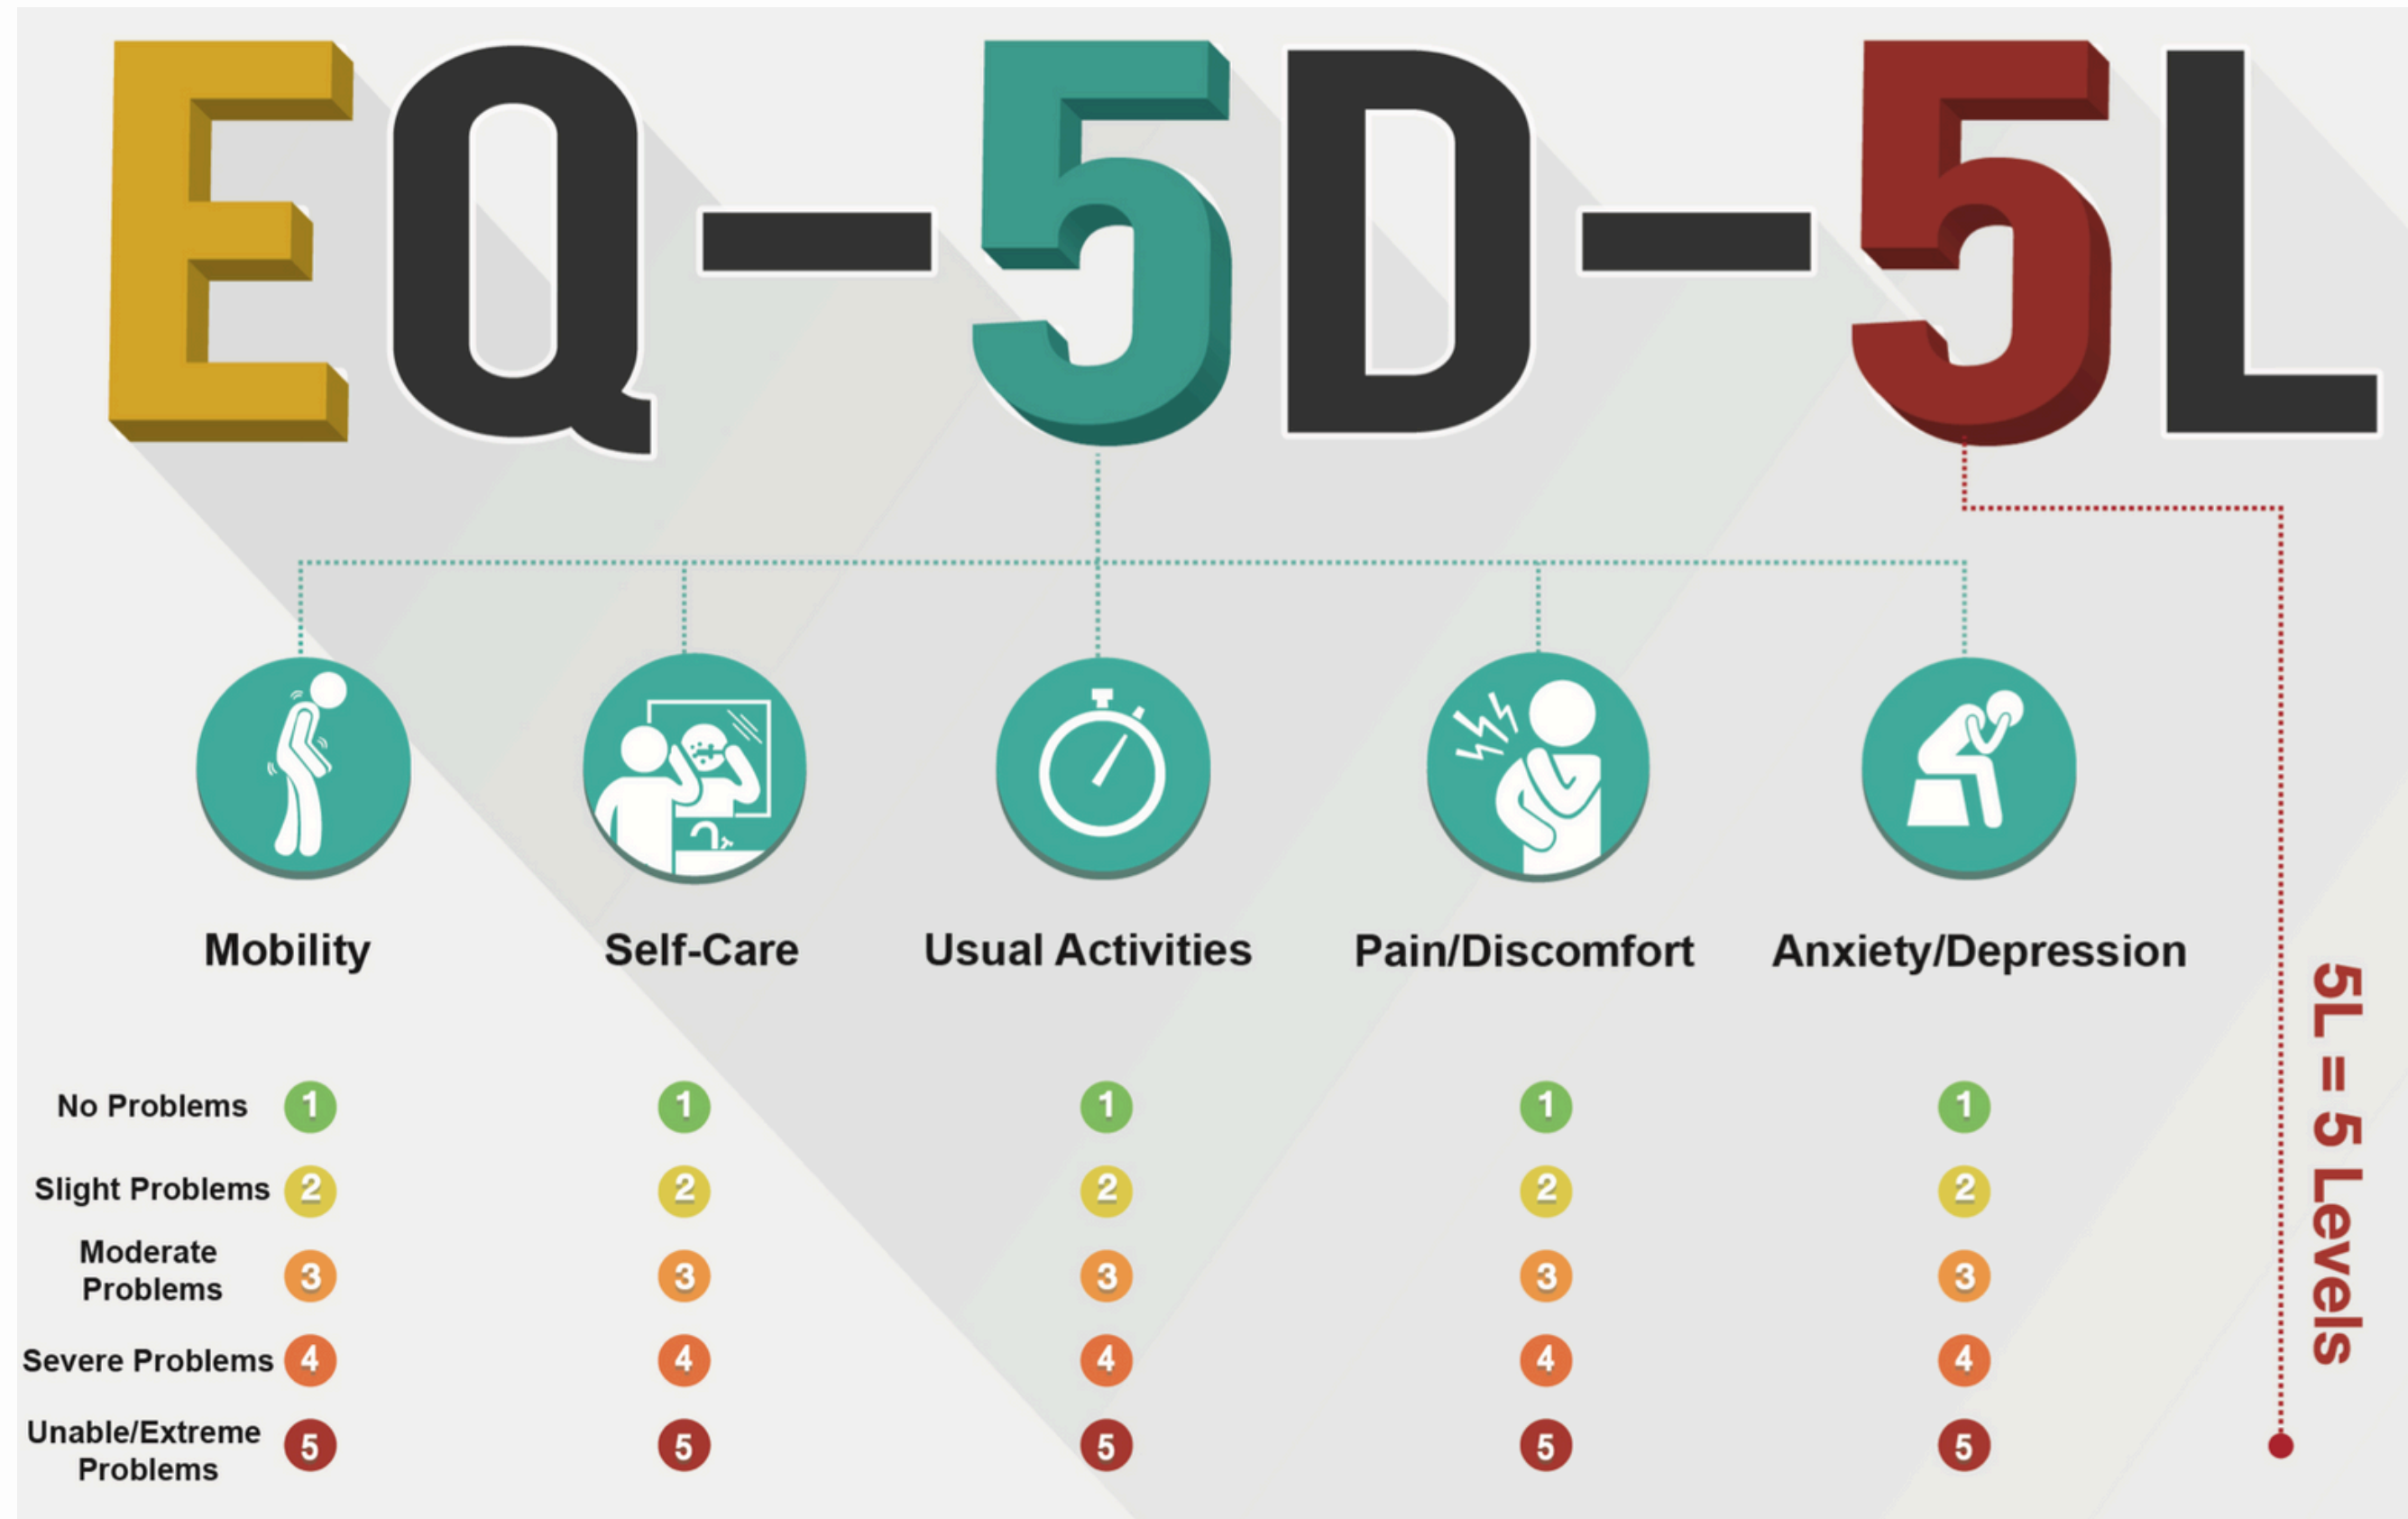 EQ-5D-5L
Mobility
Self-Care
Usual Activities
Pain/Discomfort
Anxiety/Depression
No Problems 1 1 1 1 1
Slight Problems 2 2 2 2 2
Moderate
Problems 3 3 3 3 3
Severe Problems 4 4 4 4 4
Unable/Extreme
Problems 5 5 5 5 5
5L = 5 Levels